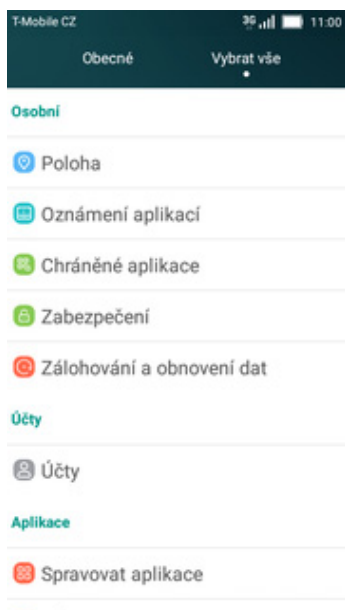 T-Mobile CZ 3G 11:00
Obecné Vybrat vše
Osobní
Poloha
Oznámení aplikací
Chráněné aplikace
Zabezpečení
Zálohování a obnovení dat
Účty
Účty
Aplikace
Spravovat aplikace